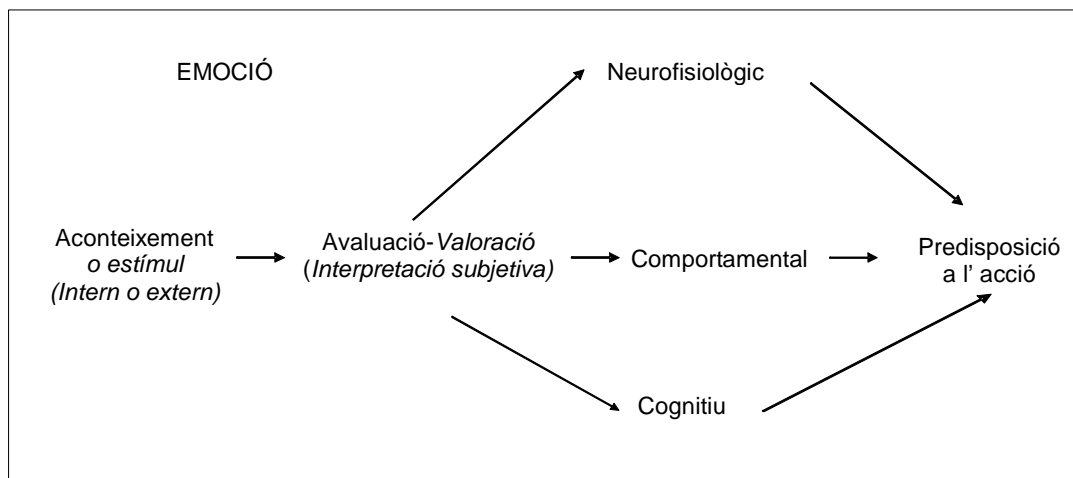 EMOCIÓ
Neurofisiològic
Aconteixement
o estímul
(Intern o extern)
Avaluació-Valoració
(Interpretació subjetiva)
Comportamental
Predisposició
a l’ acció
Cognitiu